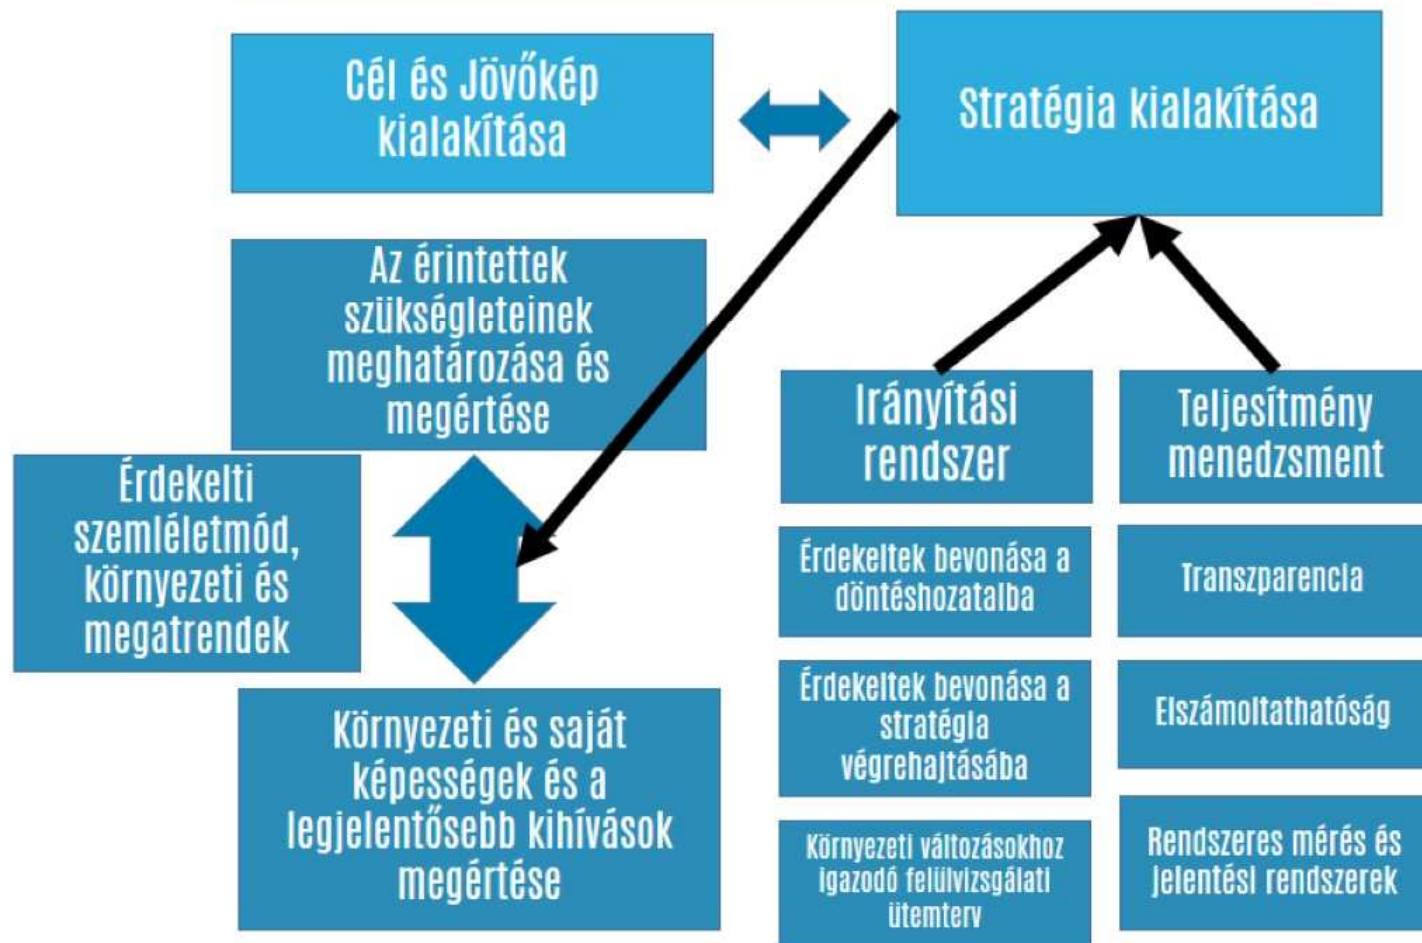 Cél és Jövőkép
kialakítása
Stratégia kialakítása
Az érintettek
szükségleteinek
meghatározása és
megértése
Érdekelti
szemléletmód,
környezeti és
megatrendek
Környezeti és saját
képességek és a
legjelentősebb kihívások
megértése
Irányítási
rendszer
Érdekeltek bevonása a
döntéshozatalba
Érdekeltek bevonása a
stratégia
végrehajtásába
Környezeti változásokhoz
igazodó felülvizsgálati
ütemterv
Teljesítmény
menedzsment
Transzparencia
Elszámoltathatóság
Rendszeres mérés és
jelentési rendszerek